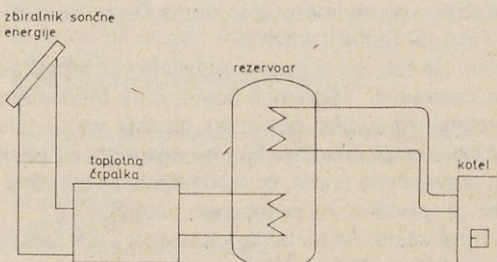 zbiralnik sončne
energije
rezervoar
toplotna
črpalka
kotel